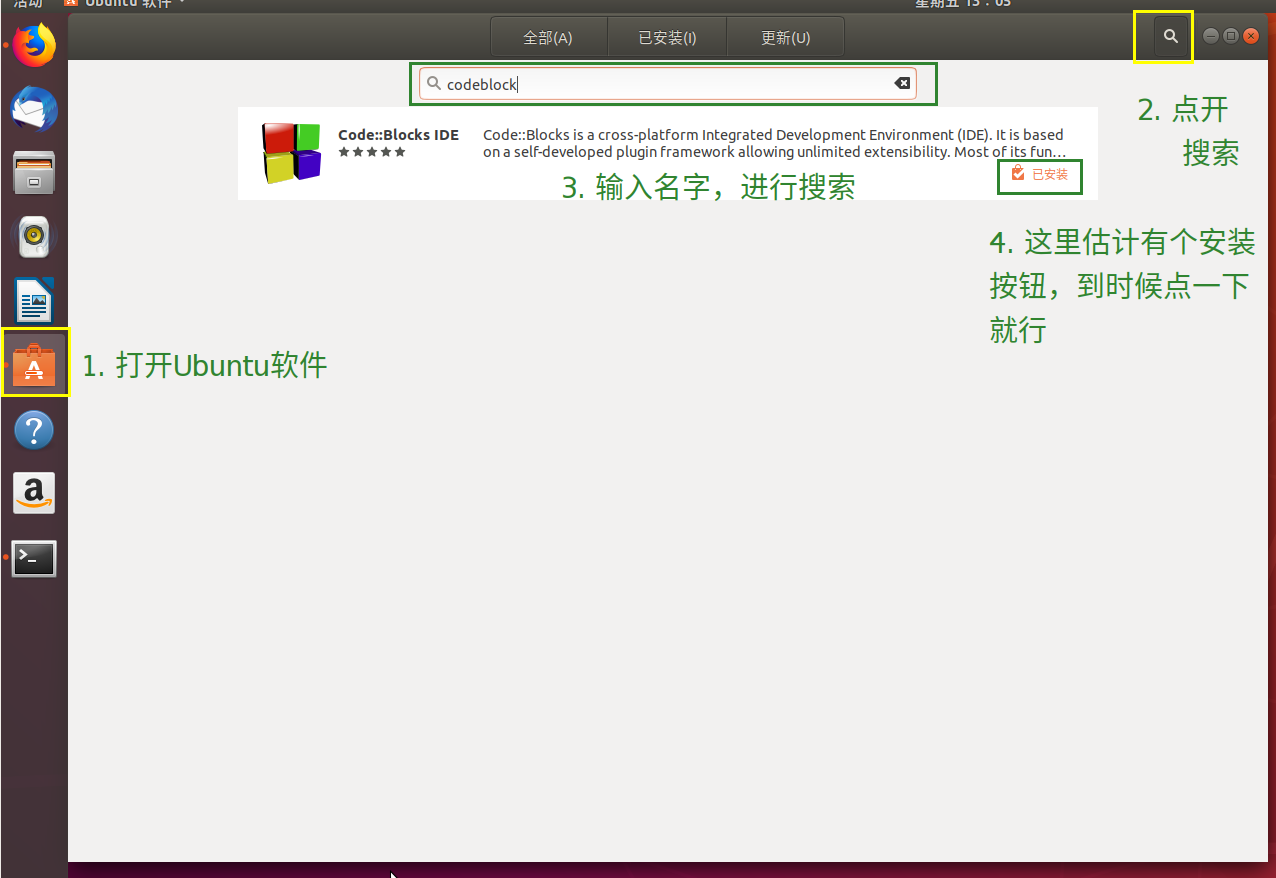 活动
Ubuntu 软件
星期五 13：05
全部(A)
已安装(I)
更新(U)
codeblock
Code::Blocks IDE
Code::Blocks is a cross-platform Integrated Development Environment (IDE). It is based
on a self-developed plugin framework allowing unlimited extensibility. Most of its fun…
已安装
2. 点开
搜索
3. 输入名字，进行搜索
4. 这里估计有个安装
按钮，到时候点一下
就行
1. 打开Ubuntu软件